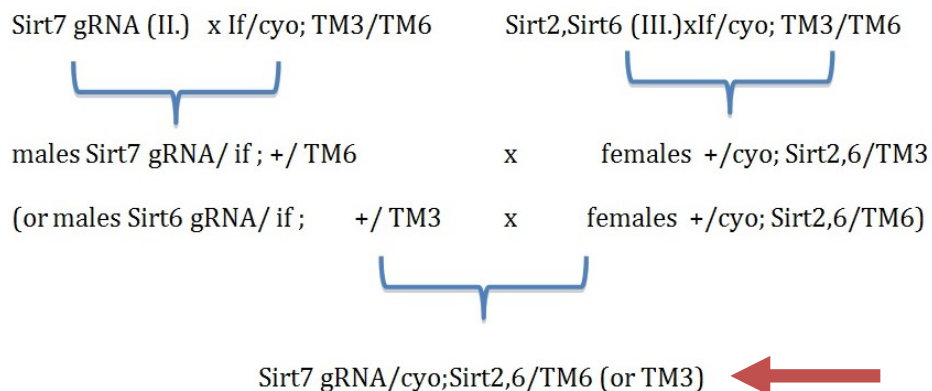 Sirt7 gRNA (II.) x If/cyo; TM3/TM6 Sirt2,Sirt6 (III.)xIf/cyo; TM3/TM6
males Sirt7 gRNA/ if ; +/ TM6 x females +/cyo; Sirt2,6/TM3
(or males Sirt6 gRNA/ if ; +/ TM3 x females +/cyo; Sirt2,6/TM6)
Sirt7 gRNA/cyo;Sirt2,6/TM6 (or TM3)